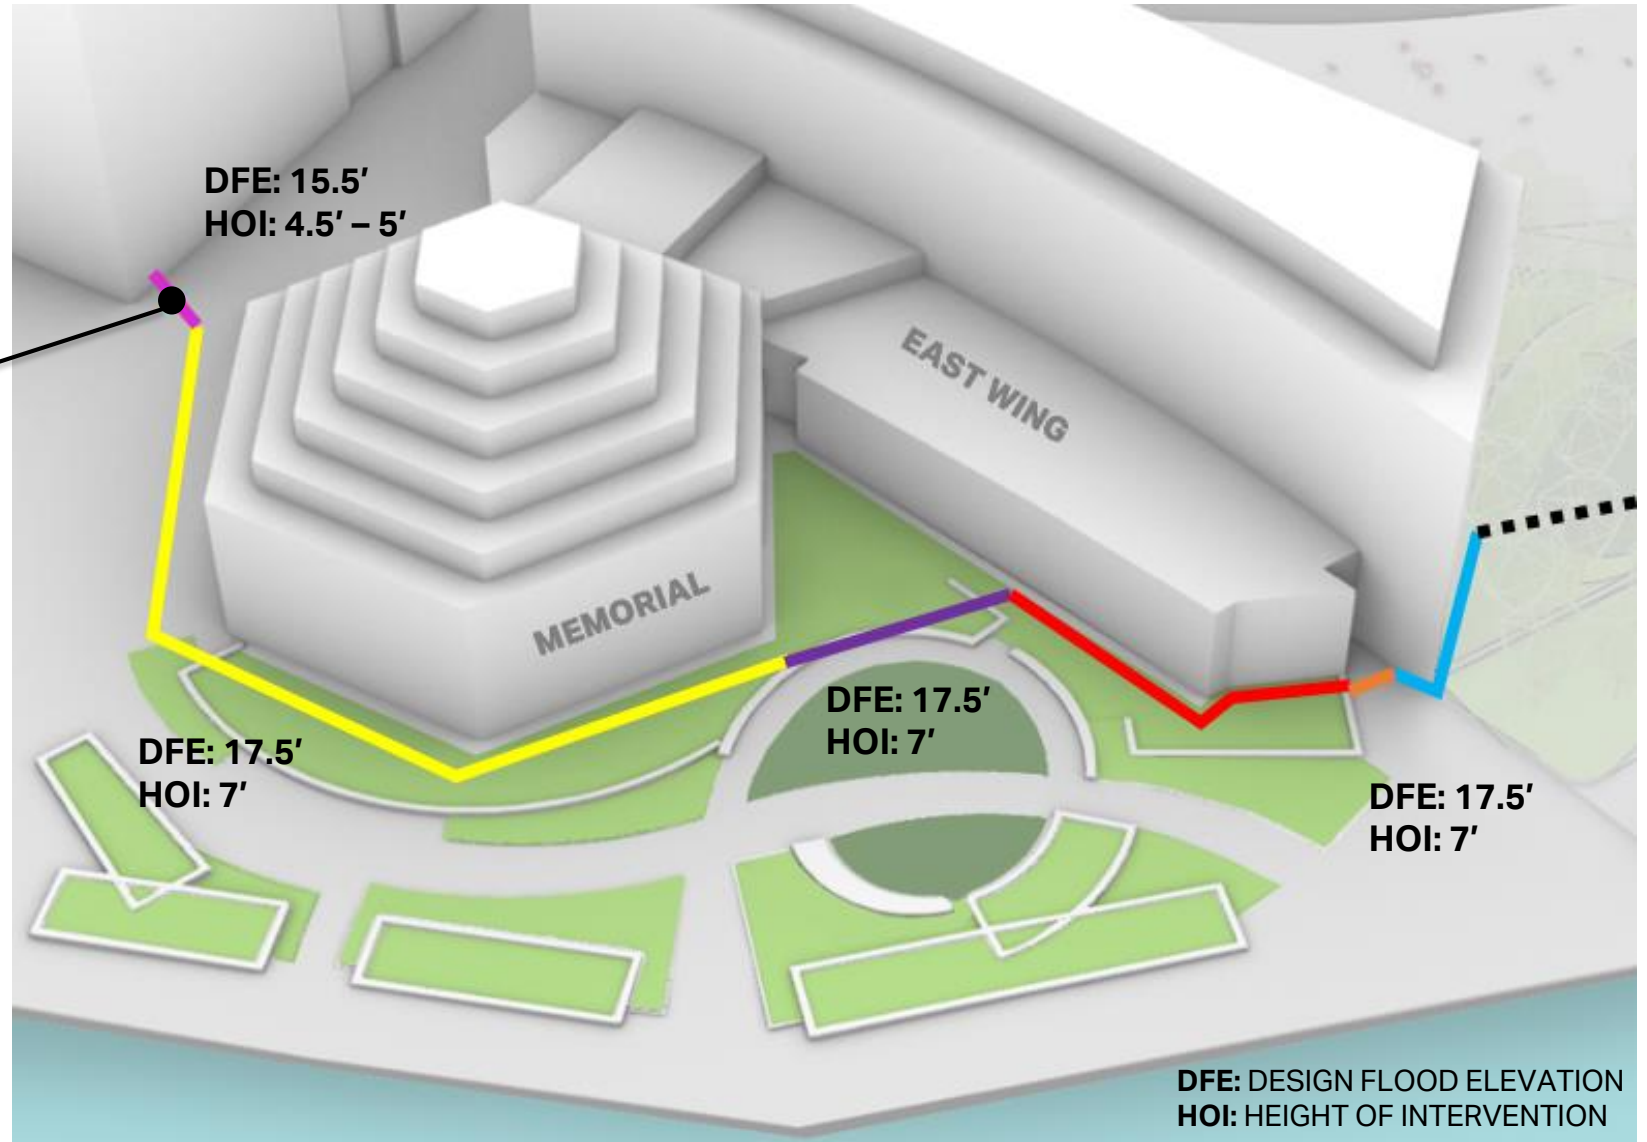 DFE: 15.5′
HOI: 4.5′ – 5′
EAST WING
MEMORIAL
DFE: 17.5′
HOI: 7′
DFE: 17.5′
HOI: 7′
DFE: 17.5′
HOI: 7′
DFE: DESIGN FLOOD ELEVATION
HOI: HEIGHT OF INTERVENTION